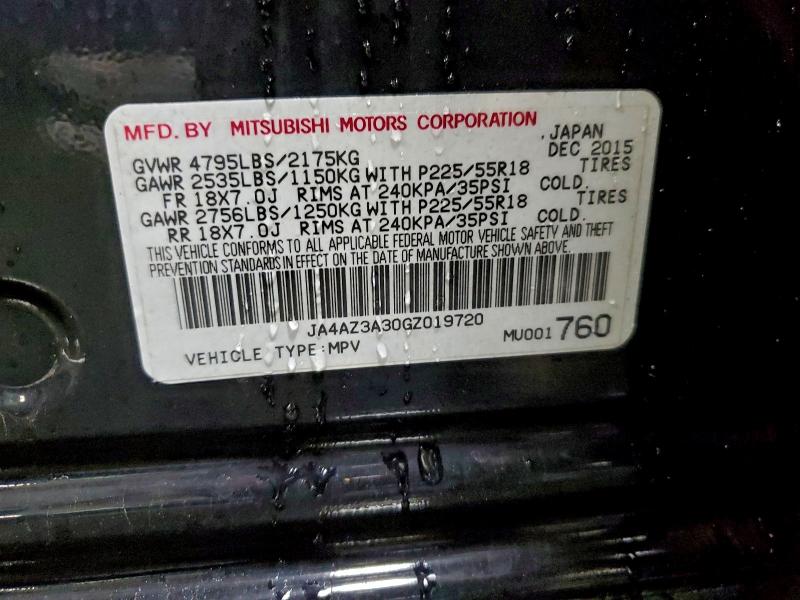 MFD. BY MITSUBISHI MOTORS CORPORATION , JAPAN
GVWR 4795LBS/2175KG DEC 2015
GAWR 2535LBS/1150KG WITH P225/55R18 TIRES
FR 18X7.0J RIMS AT 240KPA/35PSI COLD.
GAWR 2756LBS/1250KG WITH P225/55R18 TIRES
RR 18X7.0J RIMS AT 240KPA/35PSI COLD.
THIS VEHICLE CONFORMS TO ALL APPLICABLE FEDERAL MOTOR VEHICLE SAFETY AND THEFT
PREVENTION STANDARDS IN EFFECT ON THE DATE OF MANUFACTURE SHOWN ABOVE.
JA4AZ3A30GZ019720
VEHICLE TYPE:MPV MU001 760